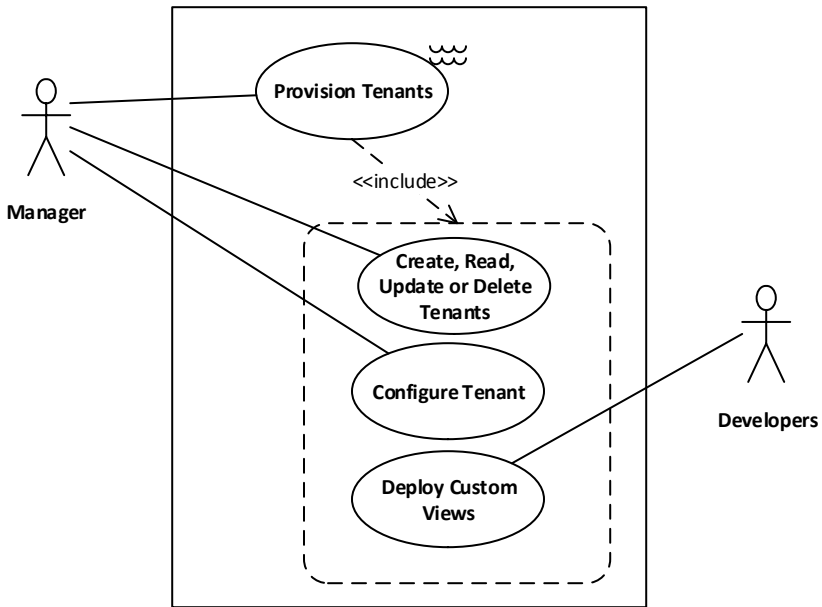 Provision Tenants
<<include>>
Manager
Create, Read,
Update or Delete
Tenants
Configure Tenant
Developers
Deploy Custom
Views